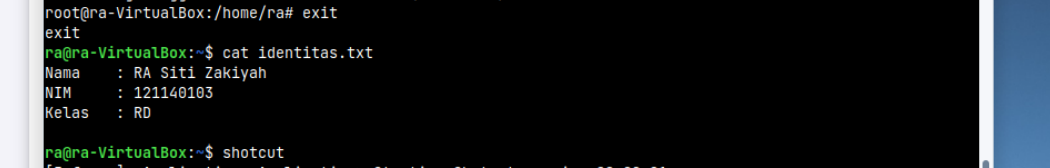 root@ra-VirtualBox:/home/ra# exit
exit
ra@ra-VirtualBox:~$ cat identitas.txt
Nama    : RA Siti Zakiyah
NIM     : 121140103
Kelas   : RD
ra@ra-VirtualBox:~$ shotcut